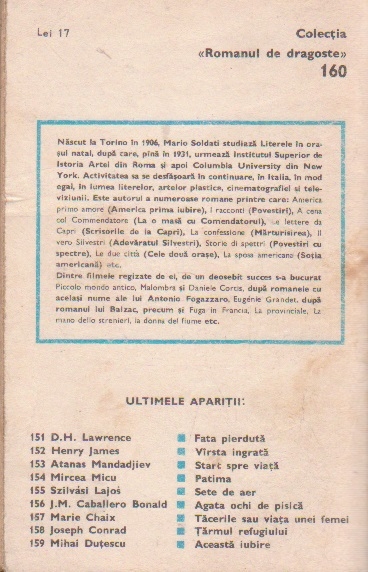 Lei 17
Colecția
«Romanul de dragoste»
160
Născut la Torino în 1906, Mario Soldati studiază Literele în ora-
șul natal, după care, pînă în 1931, urmează Institutul Superior de
Istoria Artei din Roma și apoi Columbia University din New
York. Activitatea sa se desfășoară în continuare, în Italia, în mod
egal, în lumea literelor, artelor plastice, cinematografiei și tele-
viziunii. Este autorul a numeroase romane printre care: America
primo amore (America prima iubire), I racconti (Povestiri), A cena
col Commendatore (La o masă cu Comendatorul), Le lettere da
Capri (Scrisorile de la Capri), La confessione (Mărturisirea), Il
vero Silvestri (Adevăratul Silvestri), Storie di spettri (Povestiri cu
spectre), Le due città (Cele două orașe), La sposa americana (Soția
americană) etc.
Dintre filmele regizate de el, de un deosebit succes s-a bucurat
Piccolo mondo antico, Malombra și Daniele Cortis, după romanele cu
același nume ale lui Antonio Fogazzaro, Eugénie Grandet, după
romanul lui Balzac, precum și Fuga in Francia, La provinciale, La
mano dello strenieri, la donna del fiume etc.
ULTIMELE APARIȚII:
151 D.H. Lawrence Fata pierdută
152 Henry James Vîrsta ingrată
153 Atanas Mandadjiev Start spre viață
154 Mircea Micu Patima
155 Szilvási Lajos Sete de aer
156 J.M. Caballero Bonald Agata ochi de pisică
157 Marie Chaix Tăcerile sau viața unei femei
158 Joseph Conrad Țărmul refugiului
159 Mihai Duțescu Această iubire